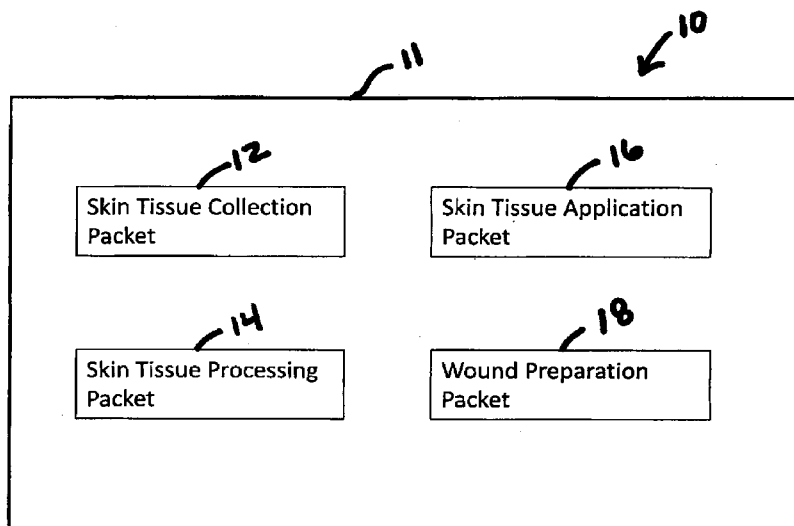 10
11
12
Skin Tissue Collection
Packet
16
Skin Tissue Application
Packet
14
Skin Tissue Processing
Packet
18
Wound Preparation
Packet